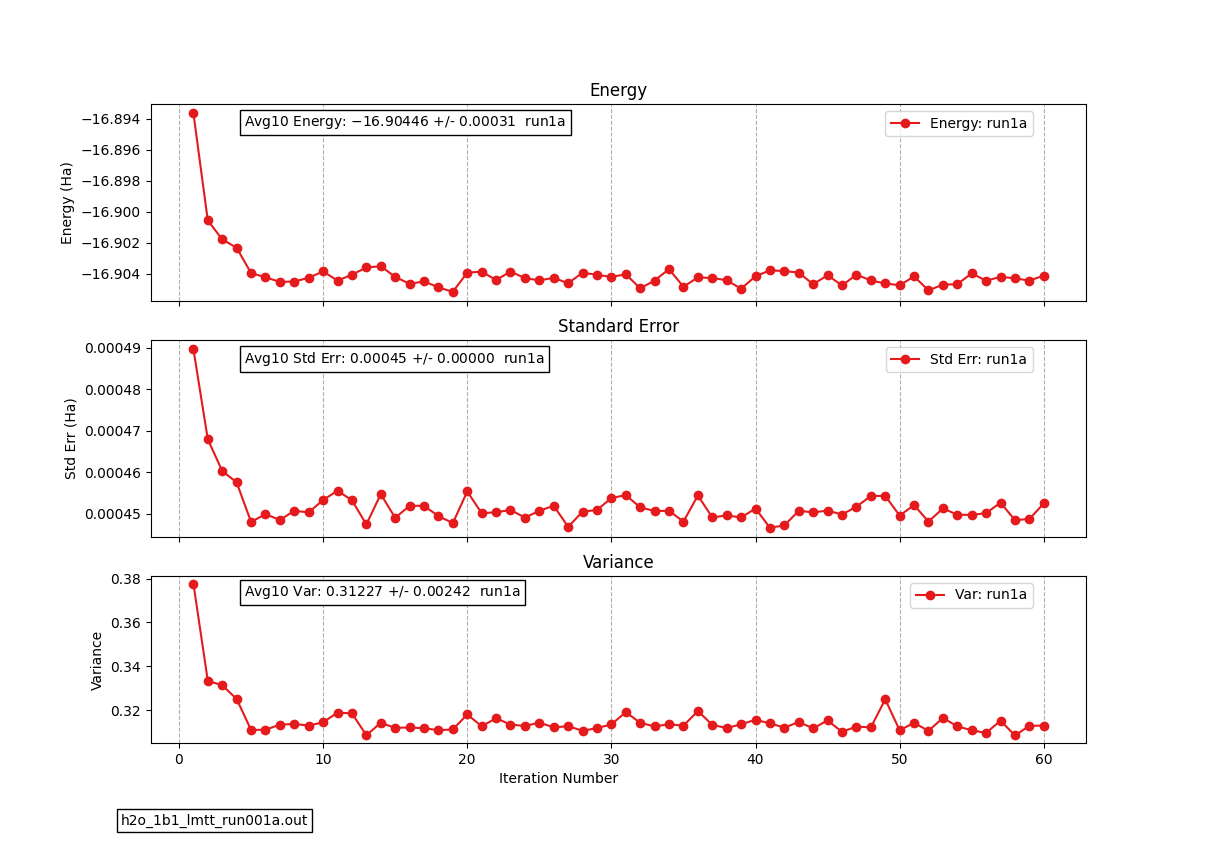 Energy
Avg10 Energy: −16.90446 +/- 0.00031 run1a
Energy: run1a
−16.894
−16.896
−16.898
−16.900
−16.902
−16.904
Energy (Ha)
Standard Error
Avg10 Std Err: 0.00045 +/- 0.00000 run1a
Std Err: run1a
0.00049
0.00048
0.00047
0.00046
0.00045
Std Err (Ha)
Variance
Avg10 Var: 0.31227 +/- 0.00242 run1a
Var: run1a
0.38
0.36
0.34
0.32
Variance
0 10 20 30 40 50 60
Iteration Number
h2o_1b1_lmtt_run001a.out